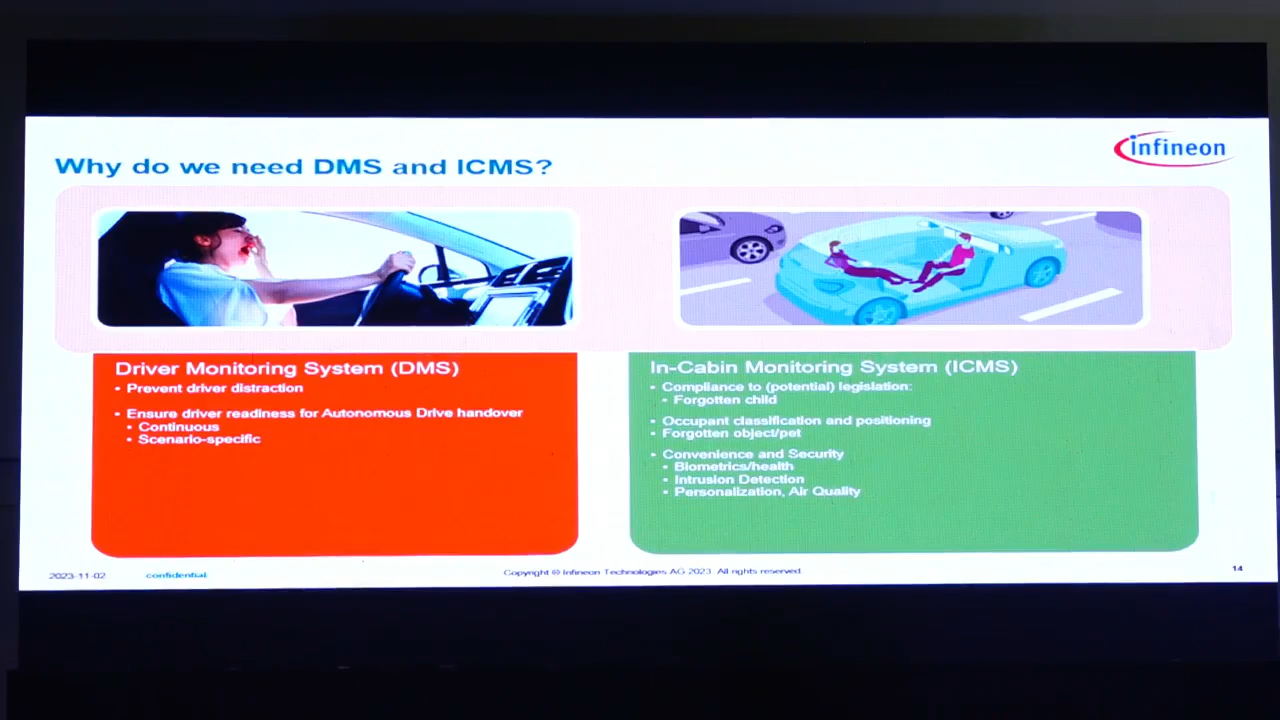 infineon
Why do we need DMS and ICMS?
Driver Monitoring System (DMS)
• Prevent driver distraction
• Ensure driver readiness for Autonomous Drive handover
• Continuous
• Scenario-specific
In-Cabin Monitoring System (ICMS)
• Compliance to (potential) legislation:
• Forgotten child
• Occupant classification and positioning
• Forgotten object/pet
• Convenience and Security
• Biometrics/health
• Intrusion Detection
• Personalization, Air Quality
2023-11-02 confidential Copyright © Infineon Technologies AG 2023. All rights reserved. 14